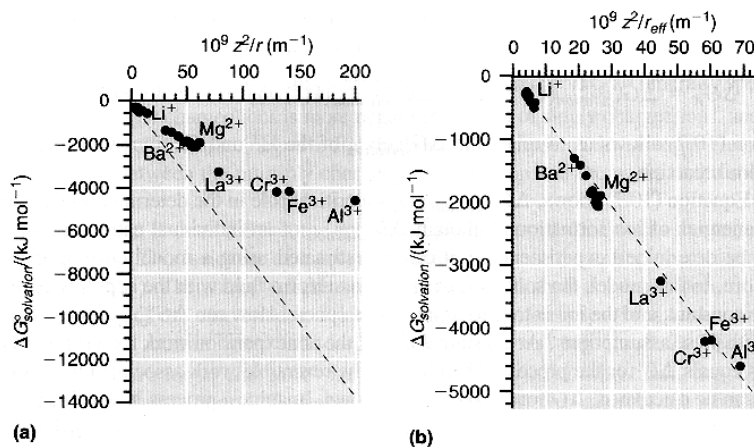 (a)
10⁹ z²/r (m⁻¹)
0 50 100 150 200
0
−2000
−4000
−6000
−8000
−10000
−12000
−14000
ΔG°solvation/(kJ mol⁻¹)
Li⁺
Mg²⁺
Ba²⁺
La³⁺
Cr³⁺
Fe³⁺
Al³⁺
(a)
(b)
10⁹ z²/r_eff (m⁻¹)
0 10 20 30 40 50 60 70
0
−1000
−2000
−3000
−4000
−5000
ΔG°solvation/(kJ mol⁻¹)
Li⁺
Ba²⁺
Mg²⁺
La³⁺
Fe³⁺
Cr³⁺
Al³
(b)